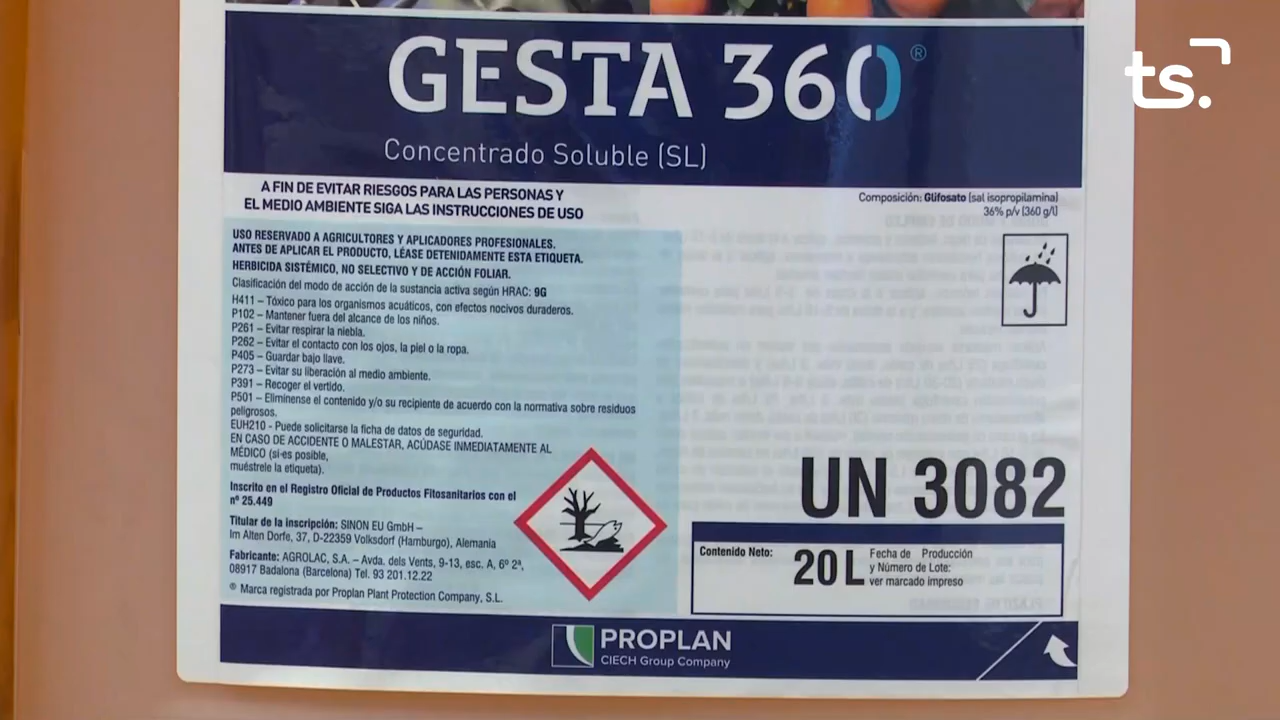 GESTA 360®
ts.
Concentrado Soluble (SL)
A FIN DE EVITAR RIESGOS PARA LAS PERSONAS Y
EL MEDIO AMBIENTE SIGA LAS INSTRUCCIONES DE USO
Composición: Glifosato (sal isopropilamina)
36% p/v (360 g/l)
USO RESERVADO A AGRICULTORES Y APLICADORES PROFESIONALES.
ANTES DE APLICAR EL PRODUCTO, LÉASE DETENIDAMENTE ESTA ETIQUETA.
HERBICIDA SISTÉMICO, NO SELECTIVO Y DE ACCIÓN FOLIAR.
Clasificación del modo de acción de la sustancia activa según HRAC: 9G
H411 – Tóxico para los organismos acuáticos, con efectos nocivos duraderos.
P102 – Mantener fuera del alcance de los niños.
P261 – Evitar respirar la niebla.
P262 – Evitar el contacto con los ojos, la piel o la ropa.
P405 – Guardar bajo llave.
P273 – Evitar su liberación al medio ambiente.
P391 – Recoger el vertido.
P501 – Elimínense el contenido y/o su recipiente de acuerdo con la normativa sobre residuos
peligrosos.
EUH210 - Puede solicitarse la ficha de datos de seguridad.
EN CASO DE ACCIDENTE O MALESTAR, ACÚDASE INMEDIATAMENTE AL
MÉDICO (si es posible,
muéstrele la etiqueta).
Inscrito en el Registro Oficial de Productos Fitosanitarios con el
nº 25.449
Titular de la inscripción: SINON EU GmbH –
Im Alten Dorfe, 37, D-22359 Volksdorf (Hamburgo), Alemania
Fabricante: AGROLAC, S.A. – Avda. dels Vents, 9-13, esc. A, 6º 2ª,
08917 Badalona (Barcelona) Tel. 93 201.12.22
® Marca registrada por Proplan Plant Protection Company, S.L.
UN 3082
Contenido Neto: 20 L
Fecha de Producción
y Número de Lote:
ver marcado impreso
PROPLAN
CIECH Group Company